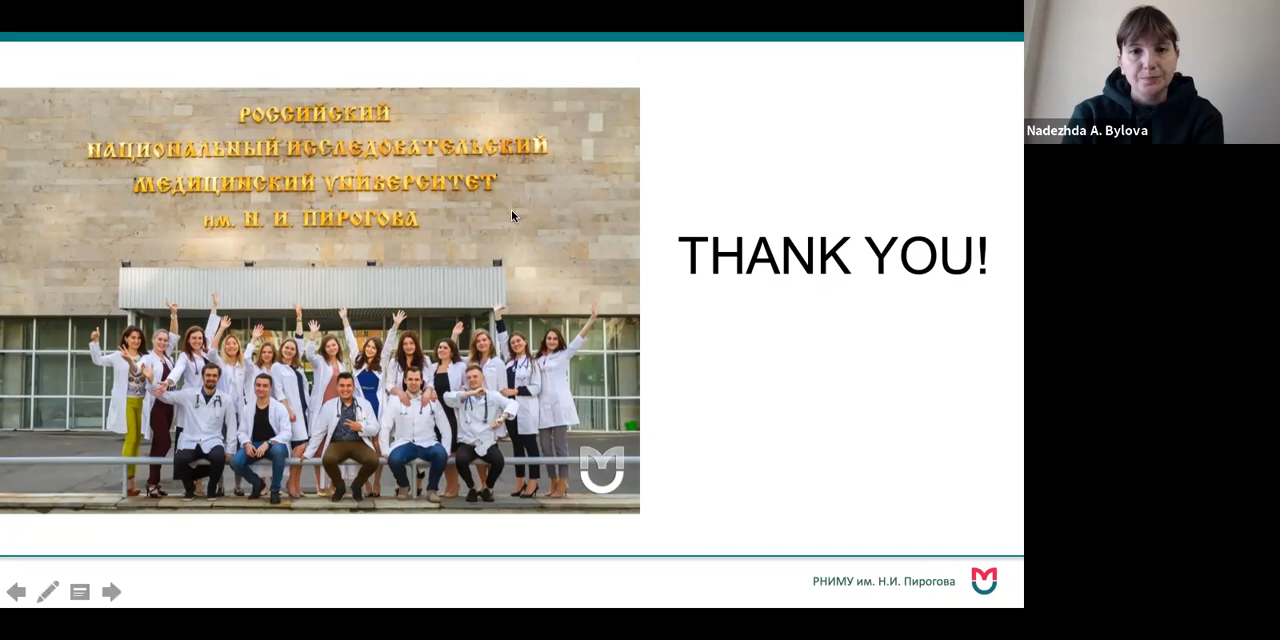 РОССИЙСКИЙ
НАЦИОНАЛЬНЫЙ ИССЛЕДОВАТЕЛЬСКИЙ
МЕДИЦИНСКИЙ УНИВЕРСИТЕТ
им. Н. И. ПИРОГОВА
THANK YOU!
Nadezhda A. Bylova
РНИМУ им. Н.И. Пирогова